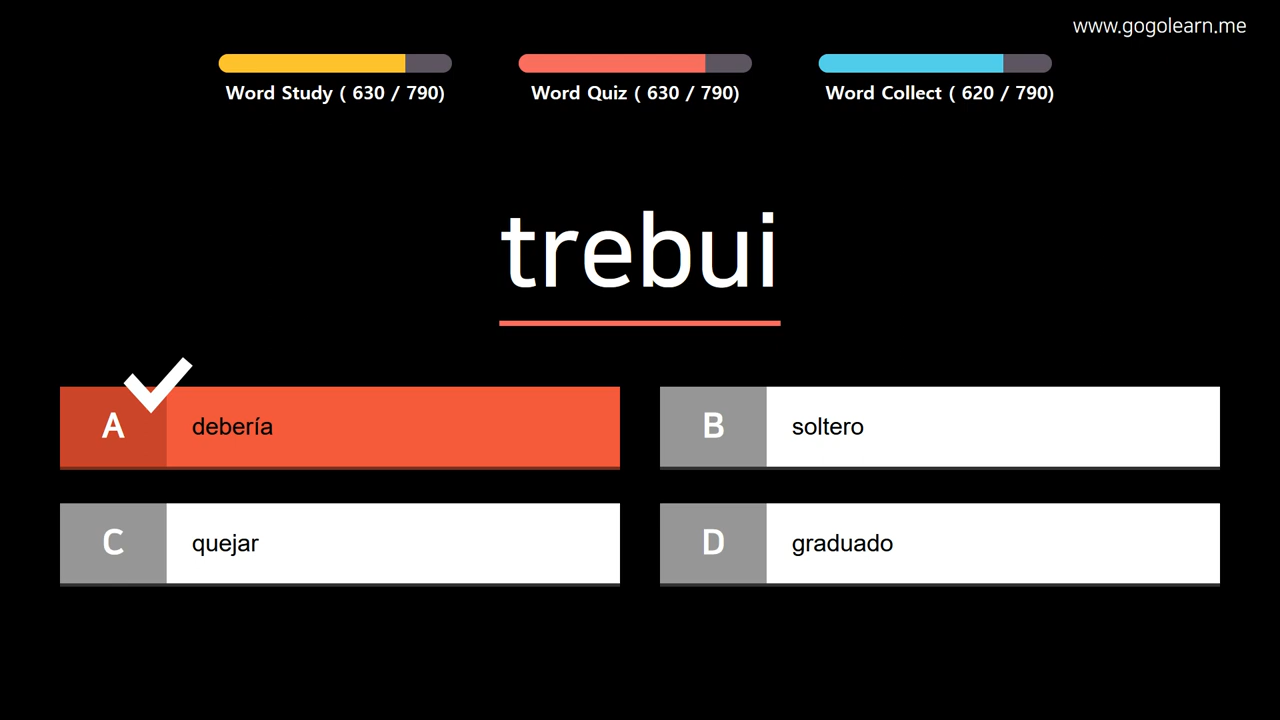 www.gogolearn.me
Word Study ( 630 / 790)
Word Quiz ( 630 / 790)
Word Collect ( 620 / 790)
trebui
A debería
B soltero
C quejar
D graduado